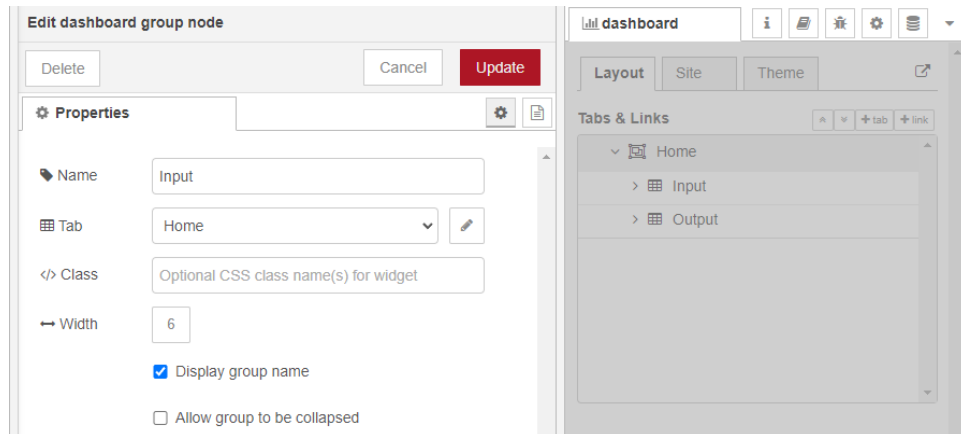 Edit dashboard group node
Delete
Cancel
Update
Properties
Name
Input
Tab
Home
</> Class
Optional CSS class name(s) for widget
Width
6
Display group name
Allow group to be collapsed
dashboard
i
Layout
Site
Theme
Tabs & Links
+tab
+link
Home
Input
Output